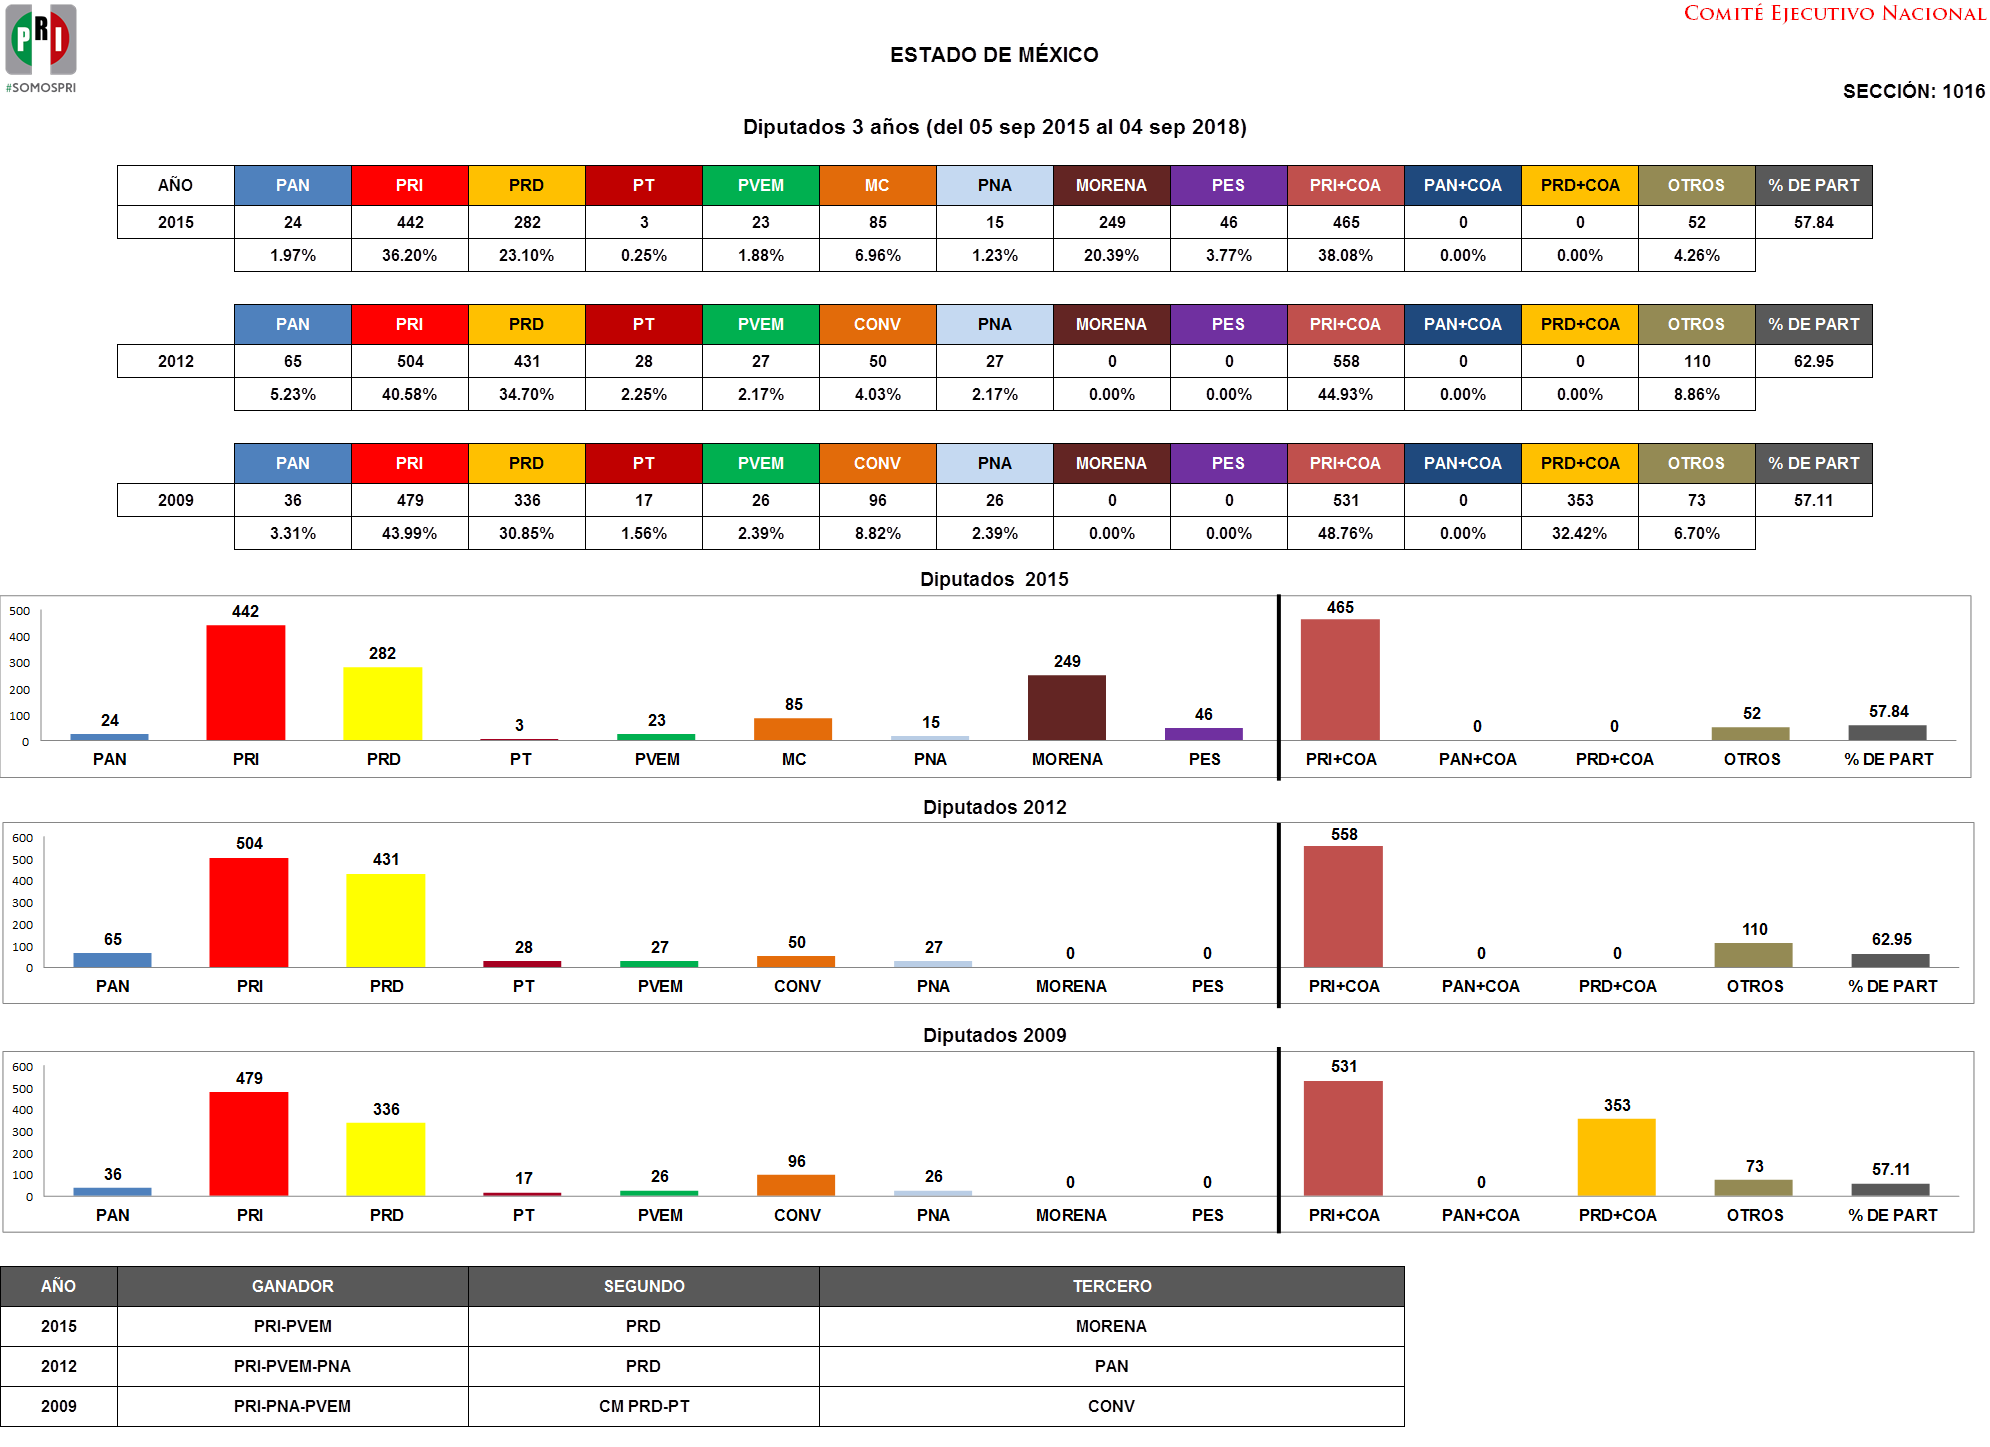 PRI
#SOMOSPRI
COMITÉ EJECUTIVO NACIONAL
ESTADO DE MÉXICO
SECCIÓN: 1016
Diputados 3 años (del 05 sep 2015 al 04 sep 2018)
AÑO PAN PRI PRD PT PVEM MC PNA MORENA PES PRI+COA PAN+COA PRD+COA OTROS % DE PART
2015 24 442 282 3 23 85 15 249 46 465 0 0 52 57.84
1.97% 36.20% 23.10% 0.25% 1.88% 6.96% 1.23% 20.39% 3.77% 38.08% 0.00% 0.00% 4.26%
PAN PRI PRD PT PVEM CONV PNA MORENA PES PRI+COA PAN+COA PRD+COA OTROS % DE PART
2012 65 504 431 28 27 50 27 0 0 558 0 0 110 62.95
5.23% 40.58% 34.70% 2.25% 2.17% 4.03% 2.17% 0.00% 0.00% 44.93% 0.00% 0.00% 8.86%
PAN PRI PRD PT PVEM CONV PNA MORENA PES PRI+COA PAN+COA PRD+COA OTROS % DE PART
2009 36 479 336 17 26 96 26 0 0 531 0 353 73 57.11
3.31% 43.99% 30.85% 1.56% 2.39% 8.82% 2.39% 0.00% 0.00% 48.76% 0.00% 32.42% 6.70%
Diputados 2015
500
400
300
200
100
0
24 442 282 3 23 85 15 249 46 465 0 0 52 57.84
PAN PRI PRD PT PVEM MC PNA MORENA PES PRI+COA PAN+COA PRD+COA OTROS % DE PART
Diputados 2012
600
500
400
300
200
100
0
65 504 431 28 27 50 27 0 0 558 0 0 110 62.95
PAN PRI PRD PT PVEM CONV PNA MORENA PES PRI+COA PAN+COA PRD+COA OTROS % DE PART
Diputados 2009
600
500
400
300
200
100
0
36 479 336 17 26 96 26 0 0 531 0 353 73 57.11
PAN PRI PRD PT PVEM CONV PNA MORENA PES PRI+COA PAN+COA PRD+COA OTROS % DE PART
AÑO GANADOR SEGUNDO TERCERO
2015 PRI-PVEM PRD MORENA
2012 PRI-PVEM-PNA PRD PAN
2009 PRI-PNA-PVEM CM PRD-PT CONV